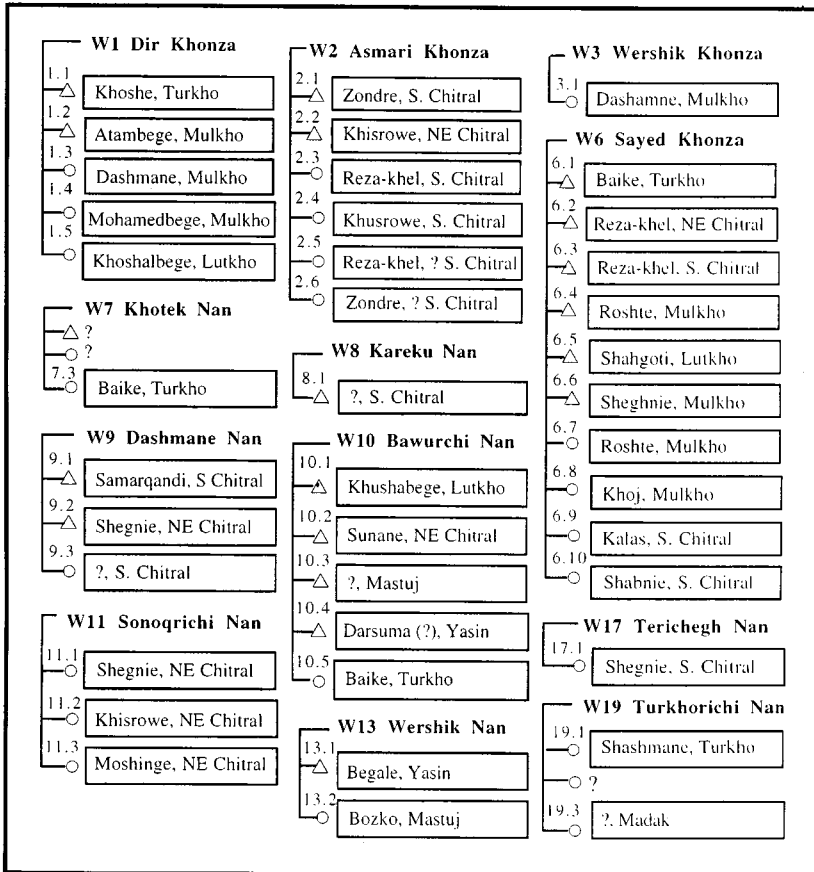 W1 Dir Khonza
1.1
Khoshe, Turkho
1.2
Atambege, Mulkho
1.3
Dashmane, Mulkho
1.4
Mohamedbege, Mulkho
1.5
Khoshalbege, Lutkho
W2 Asmari Khonza
2.1
Zondre, S. Chitral
2.2
Khisrowe, NE Chitral
2.3
Reza-khel, S. Chitral
2.4
Khusrowe, S. Chitral
2.5
Reza-khel, ? S. Chitral
2.6
Zondre, ? S. Chitral
W3 Wershik Khonza
3.1
Dashamne, Mulkho
W6 Sayed Khonza
6.1
Baike, Turkho
6.2
Reza-khel, NE Chitral
6.3
Reza-khel. S. Chitral
6.4
Roshte, Mulkho
6.5
Shahgoti, Lutkho
6.6
Sheghnie, Mulkho
6.7
Roshte, Mulkho
6.8
Khoj, Mulkho
6.9
Kalas, S. Chitral
6.10
Shabnie, S. Chitral
W7 Khotek Nan
?
?
7.3
Baike, Turkho
W8 Kareku Nan
8.1
?, S. Chitral
W9 Dashmane Nan
9.1
Samarqandi, S Chitral
9.2
Shegnie, NE Chitral
9.3
?, S. Chitral
W10 Bawurchi Nan
10.1
Khushabege, Lutkho
10.2
Sunane, NE Chitral
10.3
?, Mastuj
10.4
Darsuma (?), Yasin
10.5
Baike, Turkho
W11 Sonoqrichi Nan
11.1
Shegnie, NE Chitral
11.2
Khisrowe, NE Chitral
11.3
Moshinge, NE Chitral
W13 Wershik Nan
13.1
Begale, Yasin
13.2
Bozko, Mastuj
W17 Terichegh Nan
17.1
Shegnie, S. Chitral
W19 Turkhorichi Nan
19.1
Shashmane, Turkho
?
19.3
?. Madak